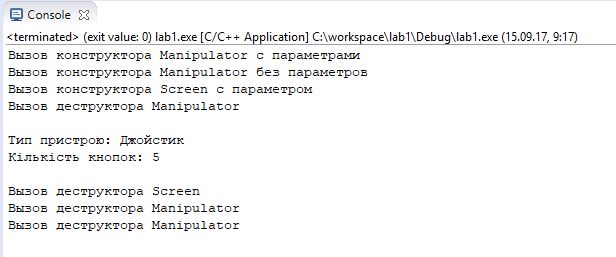 Console
<terminated> (exit value: 0) lab1.exe [C/C++ Application] C:\workspace\lab1\Debug\lab1.exe (15.09.17, 9:17)
Вызов конструктора Manipulator с параметрами
Вызов конструктора Manipulator без параметров
Вызов конструктора Screen с параметром
Вызов деструктора Manipulator
Тип пристрою: Джойстик
Кількість кнопок: 5
Вызов деструктора Screen
Вызов деструктора Manipulator
Вызов деструктора Manipulator